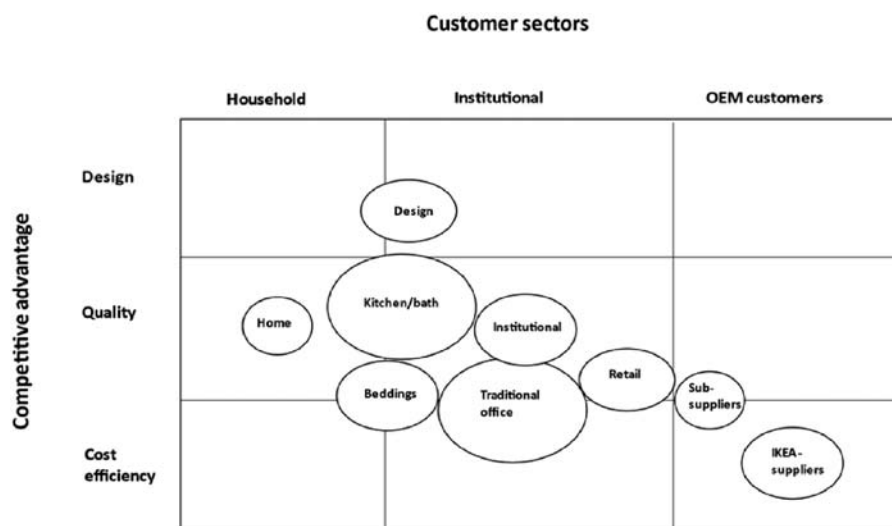 Customer sectors
Household Institutional OEM customers
Competitive advantage
Design
Design
Quality
Kitchen/bath
Home
Institutional
Retail
Beddings
Traditional
office
Sub-
suppliers
Cost
efficiency
IKEA-
suppliers